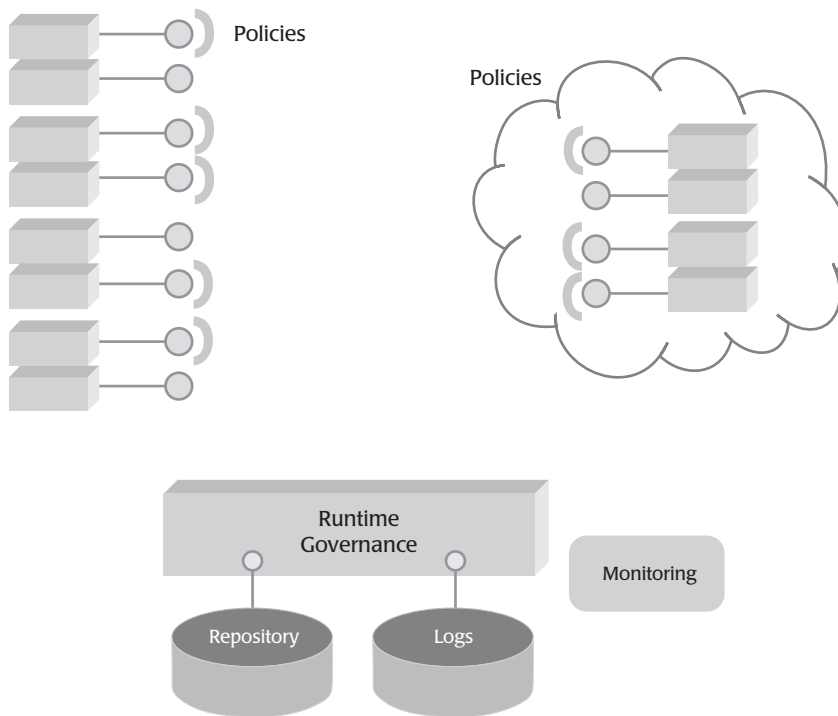 Policies
Policies
Runtime
Governance
Monitoring
Repository
Logs